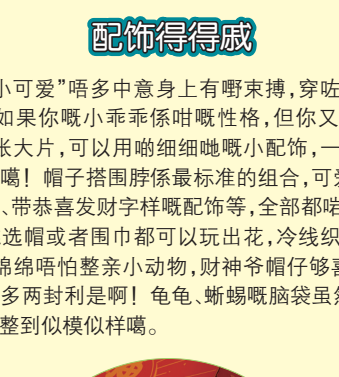 配饰得得戚
小可爱”唔多中意身上有嘢束搏，穿咗
如果你嘅小乖乖係咁嘅性格，但你又
张大片，可以用啲细细哋嘅小配饰，一
噶！帽子搭围脖係最标准的组合，可爱
、带恭喜发财字样嘅配饰等，全部都啱
选帽或者围巾都可以玩出花，冷线织
绵绵唔怕整亲小动物，财神爷帽仔够喜
多两封利是啊！龟龟、蜥蜴嘅脑袋虽然
整到似模似样噶。